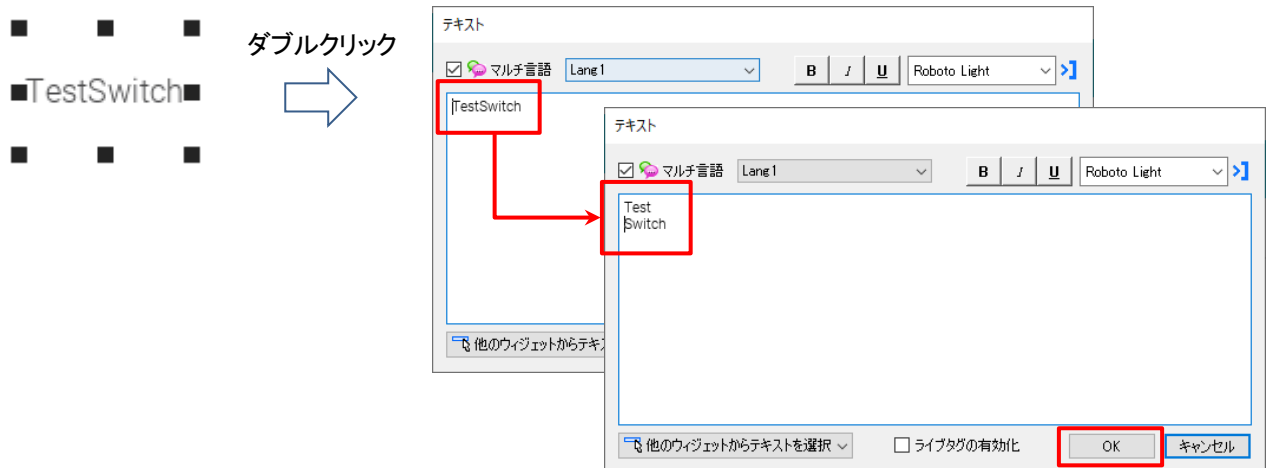 TestSwitch
ダブルクリック
テキスト
マルチ言語 Lang1 B I U Roboto Light
TestSwitch
他のウィジェットからテキ
テキスト
マルチ言語 Lang1 B I U Roboto Light
Test
Switch
他のウィジェットからテキストを選択 ライブタグの有効化 OK キャンセル